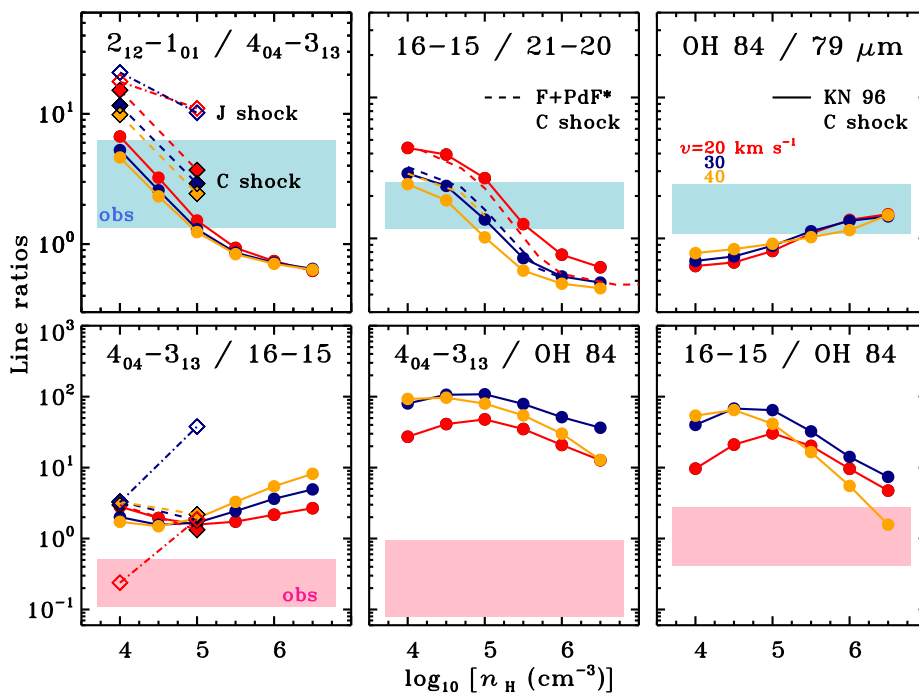 Line ratios
2₁₂−1₀₁ / 4₀₄−3₁₃
10¹
10⁰
J shock
C shock
obs
16−15 / 21−20
F+PdF*
C shock
OH 84 / 79 μm
KN 96
C shock
v=20 km s⁻¹
30
40
4₀₄−3₁₃ / 16−15
10³
10²
10¹
10⁰
10⁻¹
obs
4 5 6
4₀₄−3₁₃ / OH 84
4 5 6
16−15 / OH 84
4 5 6
log₁₀ [n_H (cm⁻³)]